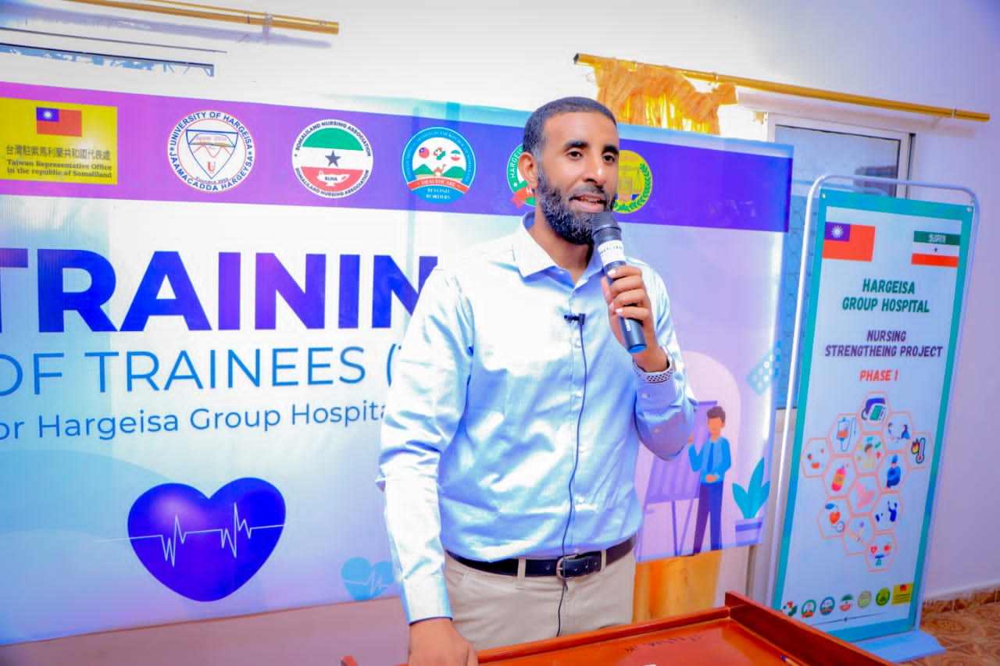 台灣駐索馬利蘭共和國代表處
Taiwan Representative Office
in the republic of Somaliland
UNIVERSITY OF HARGEISA
JAAMACADDA HARGEYSA
SOMALILAND NURSING ASSOCIATION
SLNA
SOMALILAND NURSING ASSOCIATION
HEALTHCARE
BEYOND
BORDERS
TRAININ
OF TRAINEES (
or Hargeisa Group Hospita
HARGEISA
GROUP HOSPITAL
NURSING
STRENGTHEING PROJECT
PHASE 1